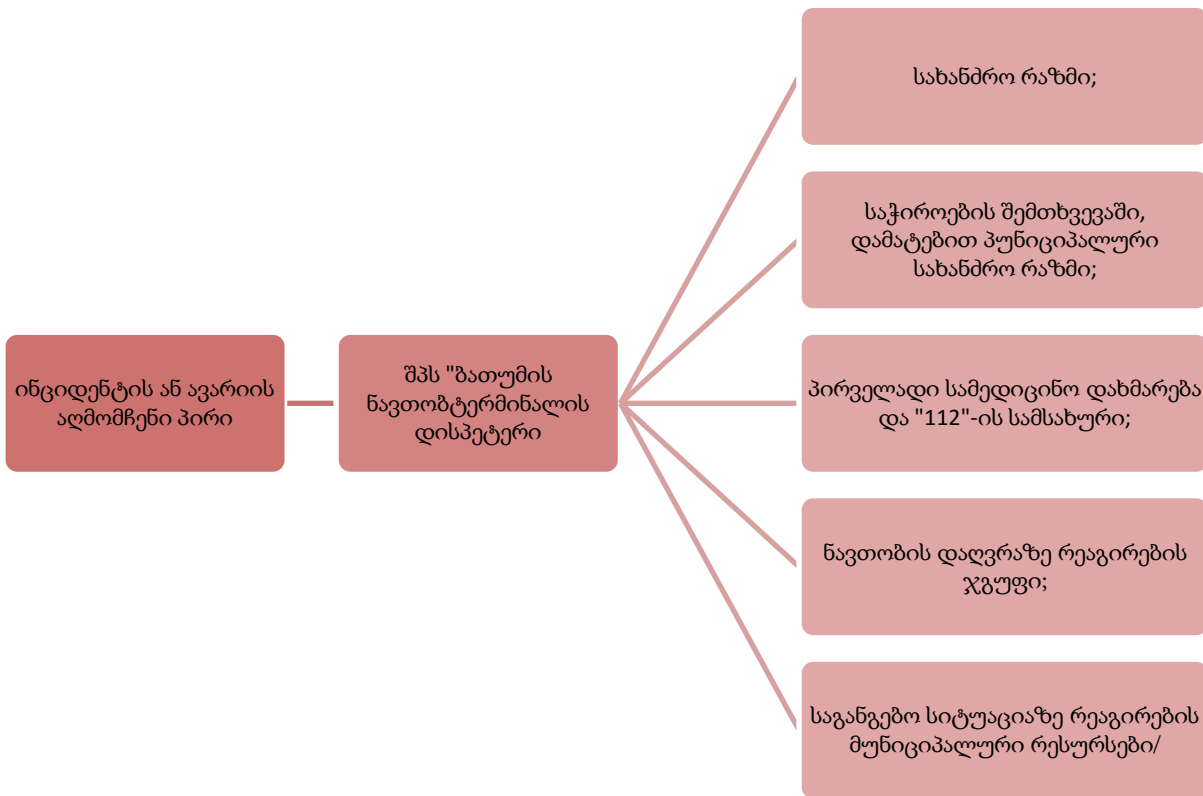 ინციდენტის ან ავარიის
აღმომჩენი პირი
შპს "ბათუმის
ნავთობტერმინალის
დისპეტერი
სახანძრო რაზმი;
საჭიროების შემთხვევაში,
დამატებით პუნიციპალური
სახანძრო რაზმი;
პირველადი სამედიცინო დახმარება
და "112"-ის სამსახური;
ნავთობის დაღვრაზე რეაგირების
ჯგუფი;
საგანგებო სიტუაციაზე რეაგირების
მუნიციპალური რესურსები/